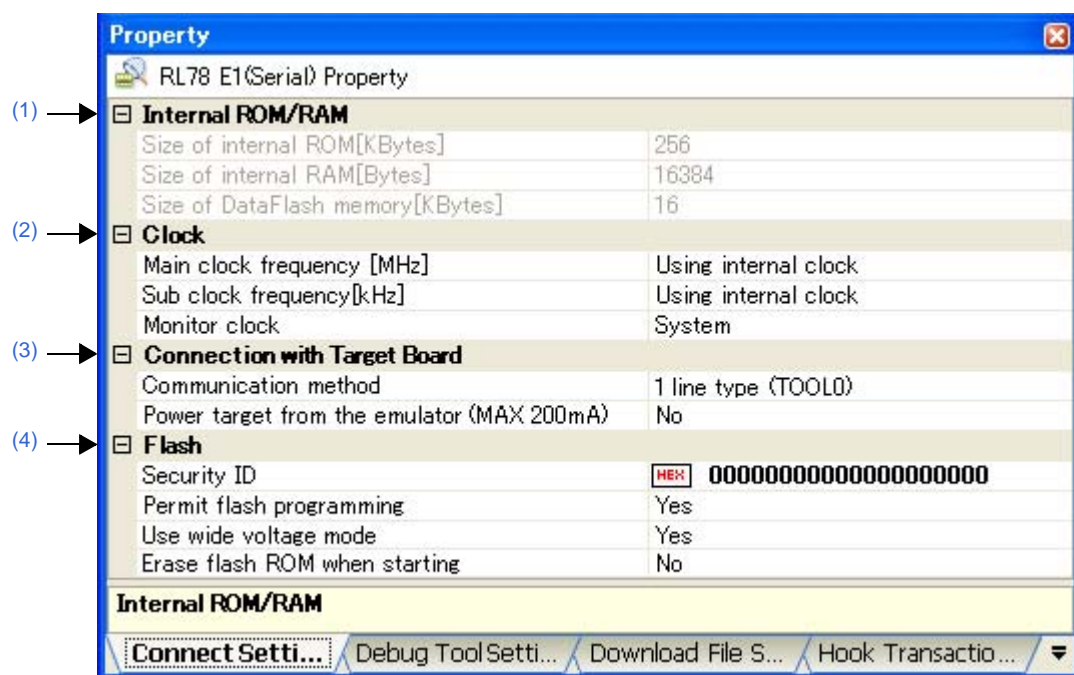 Property
RL78 E1(Serial) Property
(1) Internal ROM/RAM
Size of internal ROM[KBytes] 256
Size of internal RAM[Bytes] 16384
Size of DataFlash memory[KBytes] 16
(2) Clock
Main clock frequency [MHz] Using internal clock
Sub clock frequency[kHz] Using internal clock
Monitor clock System
(3) Connection with Target Board
Communication method 1 line type (TOOL0)
Power target from the emulator (MAX 200mA) No
(4) Flash
Security ID HEX 00000000000000000000
Permit flash programming Yes
Use wide voltage mode Yes
Erase flash ROM when starting No
Internal ROM/RAM
Connect Setti... Debug Tool Setti... Download File S... Hook Transactio...